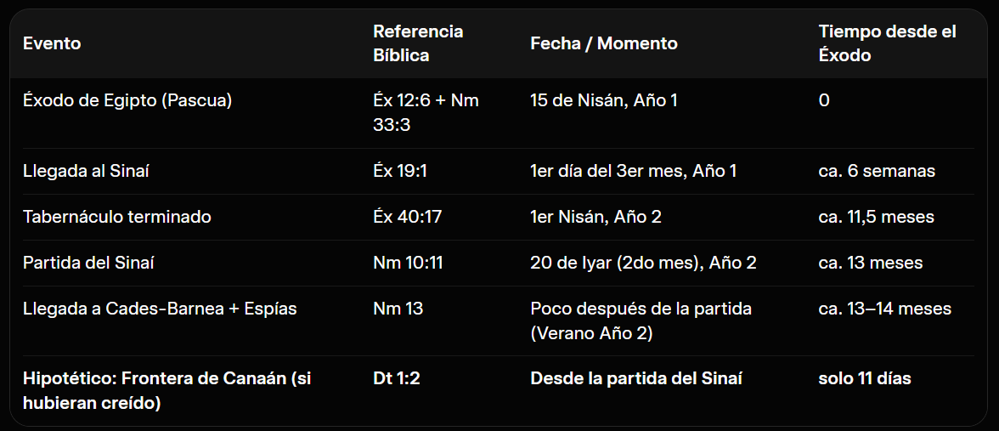 Evento
Referencia
Bíblica
Fecha / Momento
Tiempo desde el
Éxodo
Éxodo de Egipto (Pascua)
Éx 12:6 + Nm
33:3
15 de Nisán, Año 1
0
Llegada al Sinaí
Éx 19:1
1er día del 3er mes, Año 1
ca. 6 semanas
Tabernáculo terminado
Éx 40:17
1er Nisán, Año 2
ca. 11,5 meses
Partida del Sinaí
Nm 10:11
20 de Iyar (2do mes), Año 2
ca. 13 meses
Llegada a Cades-Barnea + Espías
Nm 13
Poco después de la partida
(Verano Año 2)
ca. 13–14 meses
Hipotético: Frontera de Canaán (si
hubieran creído)
Dt 1:2
Desde la partida del Sinaí
solo 11 días